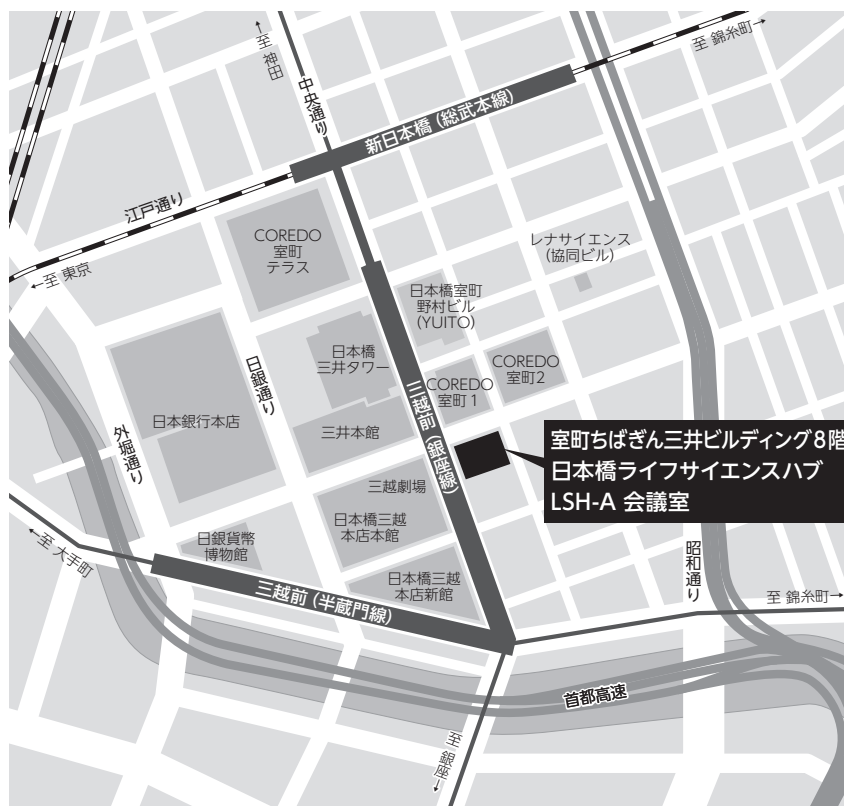 ←至 神田
中央通り
至 錦糸町→
新日本橋 (総武本線)
江戸通り
←至 東京
COREDO
室町
テラス
レナサイエンス
(協同ビル)
日本橋室町
野村ビル
(YUITO)
日本橋
三井タワー
COREDO
室町2
COREDO
室町1
日銀通り
三越前 (銀座線)
日本銀行本店
外堀通り
三井本館
室町ちばぎん三井ビルディング8階
日本橋ライフサイエンスハブ
LSH-A 会議室
三越劇場
日本橋三越
本店本館
日銀貨幣
博物館
←至 大手町
日本橋三越
本店新館
三越前 (半蔵門線)
昭和通り
至 錦糸町→
首都高速
至 銀座→